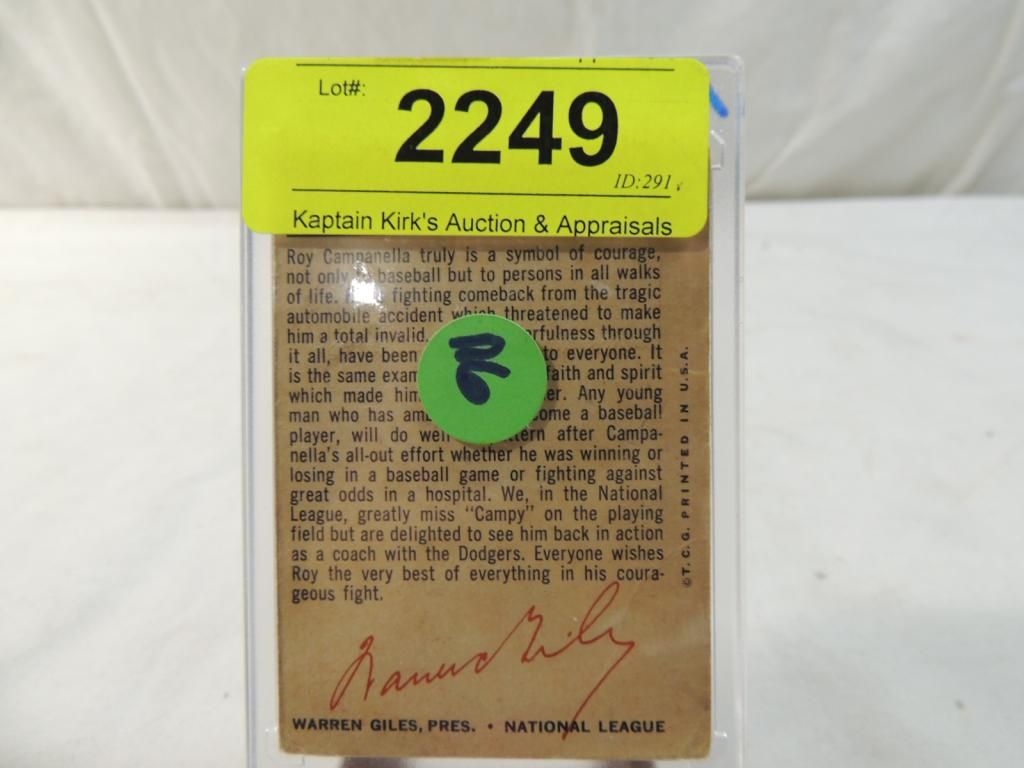 Lot#:
2249
ID:291
Kaptain Kirk's Auction & Appraisals
Roy Campanella truly is a symbol of courage,
not only baseball but to persons in all walks
of life. fighting comeback from the tragic
automobile accident which threatened to make
him a total invalid. through
it all, have been to everyone. It
is the same faith and spirit
which made him Any young
man who has a baseball
player, will do well after Campa-
nella's all-out effort whether he was winning or
losing in a baseball game or fighting against
great odds in a hospital. We, in the National
League, greatly miss "Campy" on the playing
field but are delighted to see him back in action
as a coach with the Dodgers. Everyone wishes
Roy the very best of everything in his coura-
geous fight.
Warren Giles
WARREN GILES, PRES. • NATIONAL LEAGUE
© T.C.G. PRINTED IN U.S.A.